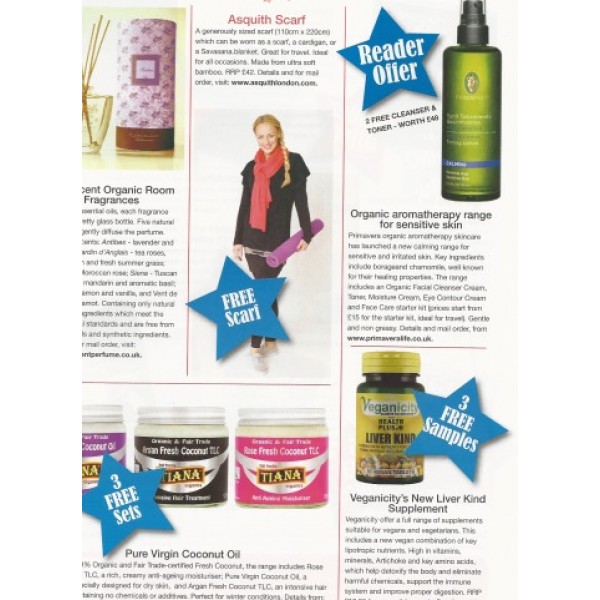 Asquith Scarf
A generously sized scarf (110cm x 220cm)
which can be worn as a scarf, a cardigan, or
a Savasana blanket. Great for travel. Ideal
for all occasions. Made from ultra soft
bamboo. RRP £42. Details and for mail
order, visit: www.asquithlondon.com.
FREE
Scarf
cent Organic Room
Fragrances
ssential oils, each fragrance
retty glass bottle. Five natural
gently diffuse the perfume.
Antibes - lavender and
ardin d'Anglais - tea roses,
and fresh summer grass;
Moroccan rose; Siena - Tuscan
mandarin and aromatic basil;
emon and vanilla, and Vent de
amot. Containing only natural
ngredients which meet the
l standards and are free from
ls and synthetic ingredients.
r mail order, visit:
entperfume.co.uk.
Reader
Offer
2 FREE CLEANSER &
TONER - WORTH £48
CALMING
Organic aromatherapy range
for sensitive skin
Primavera organic aromatherapy skincare
has launched a new calming range for
sensitive and irritated skin. Key ingredients
include borageand chamomile, well known
for their healing properties. The range
includes an Organic Facial Cleanser Cream,
Toner, Moisture Cream, Eye Contour Cream
and Face Care starter kit (prices start from
£15 for the starter kit, ideal for travel). Gentle
and non greasy. Details and mail order, from
www.primaveralife.co.uk.
Coconut Oil
Organic & Fair Trade
Argan Fresh Coconut TLC
TIANA
Intensive Hair Treatment
Organic & Fair Trade
Rose Fresh Coconut TLC
TIANA
Anti-Ageing Moisturiser
3
FREE
Sets
Pure Virgin Coconut Oil
% Organic and Fair Trade-certified Fresh Coconut, the range includes Rose
TLC, a rich, creamy anti-ageing moisturiser; Pure Virgin Coconut Oil, a
cially designed for dry skin, and Argan Fresh Coconut TLC, an intensive hair
taining no chemicals or additives. Perfect for winter conditions. Details from:
Veganicity
HEALTH
PLUS
LIVER KIND
3
FREE
Samples
Veganicity's New Liver Kind
Supplement
Veganicity offer a full range of supplements
suitable for vegans and vegetarians. This
includes a new vegan combination of key
lipotropic nutrients. High in vitamins,
minerals, Artichoke and key amino acids,
which help detoxify the body and eliminate
harmful chemicals, support the immune
system and improve proper digestion. RRP